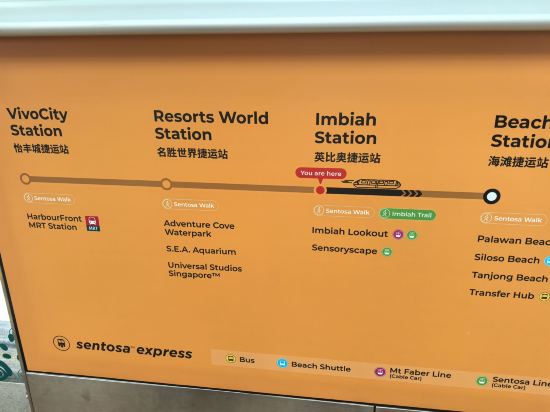 VivoCity
Station
怡丰城捷运站
Sentosa Walk
HarbourFront
MRT Station
MRT
Resorts World
Station
名胜世界捷运站
Sentosa Walk
Adventure Cove
Waterpark
S.E.A. Aquarium
Universal Studios
Singapore™
Imbiah
Station
英比奥捷运站
You are here
Sentosa Walk
Imbiah Trail
Imbiah Lookout
Sensoryscape
Beach
Station
海滩捷运站
Sentosa Walk
Palawan Beach
Siloso Beach
Tanjong Beach
Transfer Hub
sentosa express
Bus
Beach Shuttle
Mt Faber Line
(Cable Car)
Sentosa Line
(Cable Car)